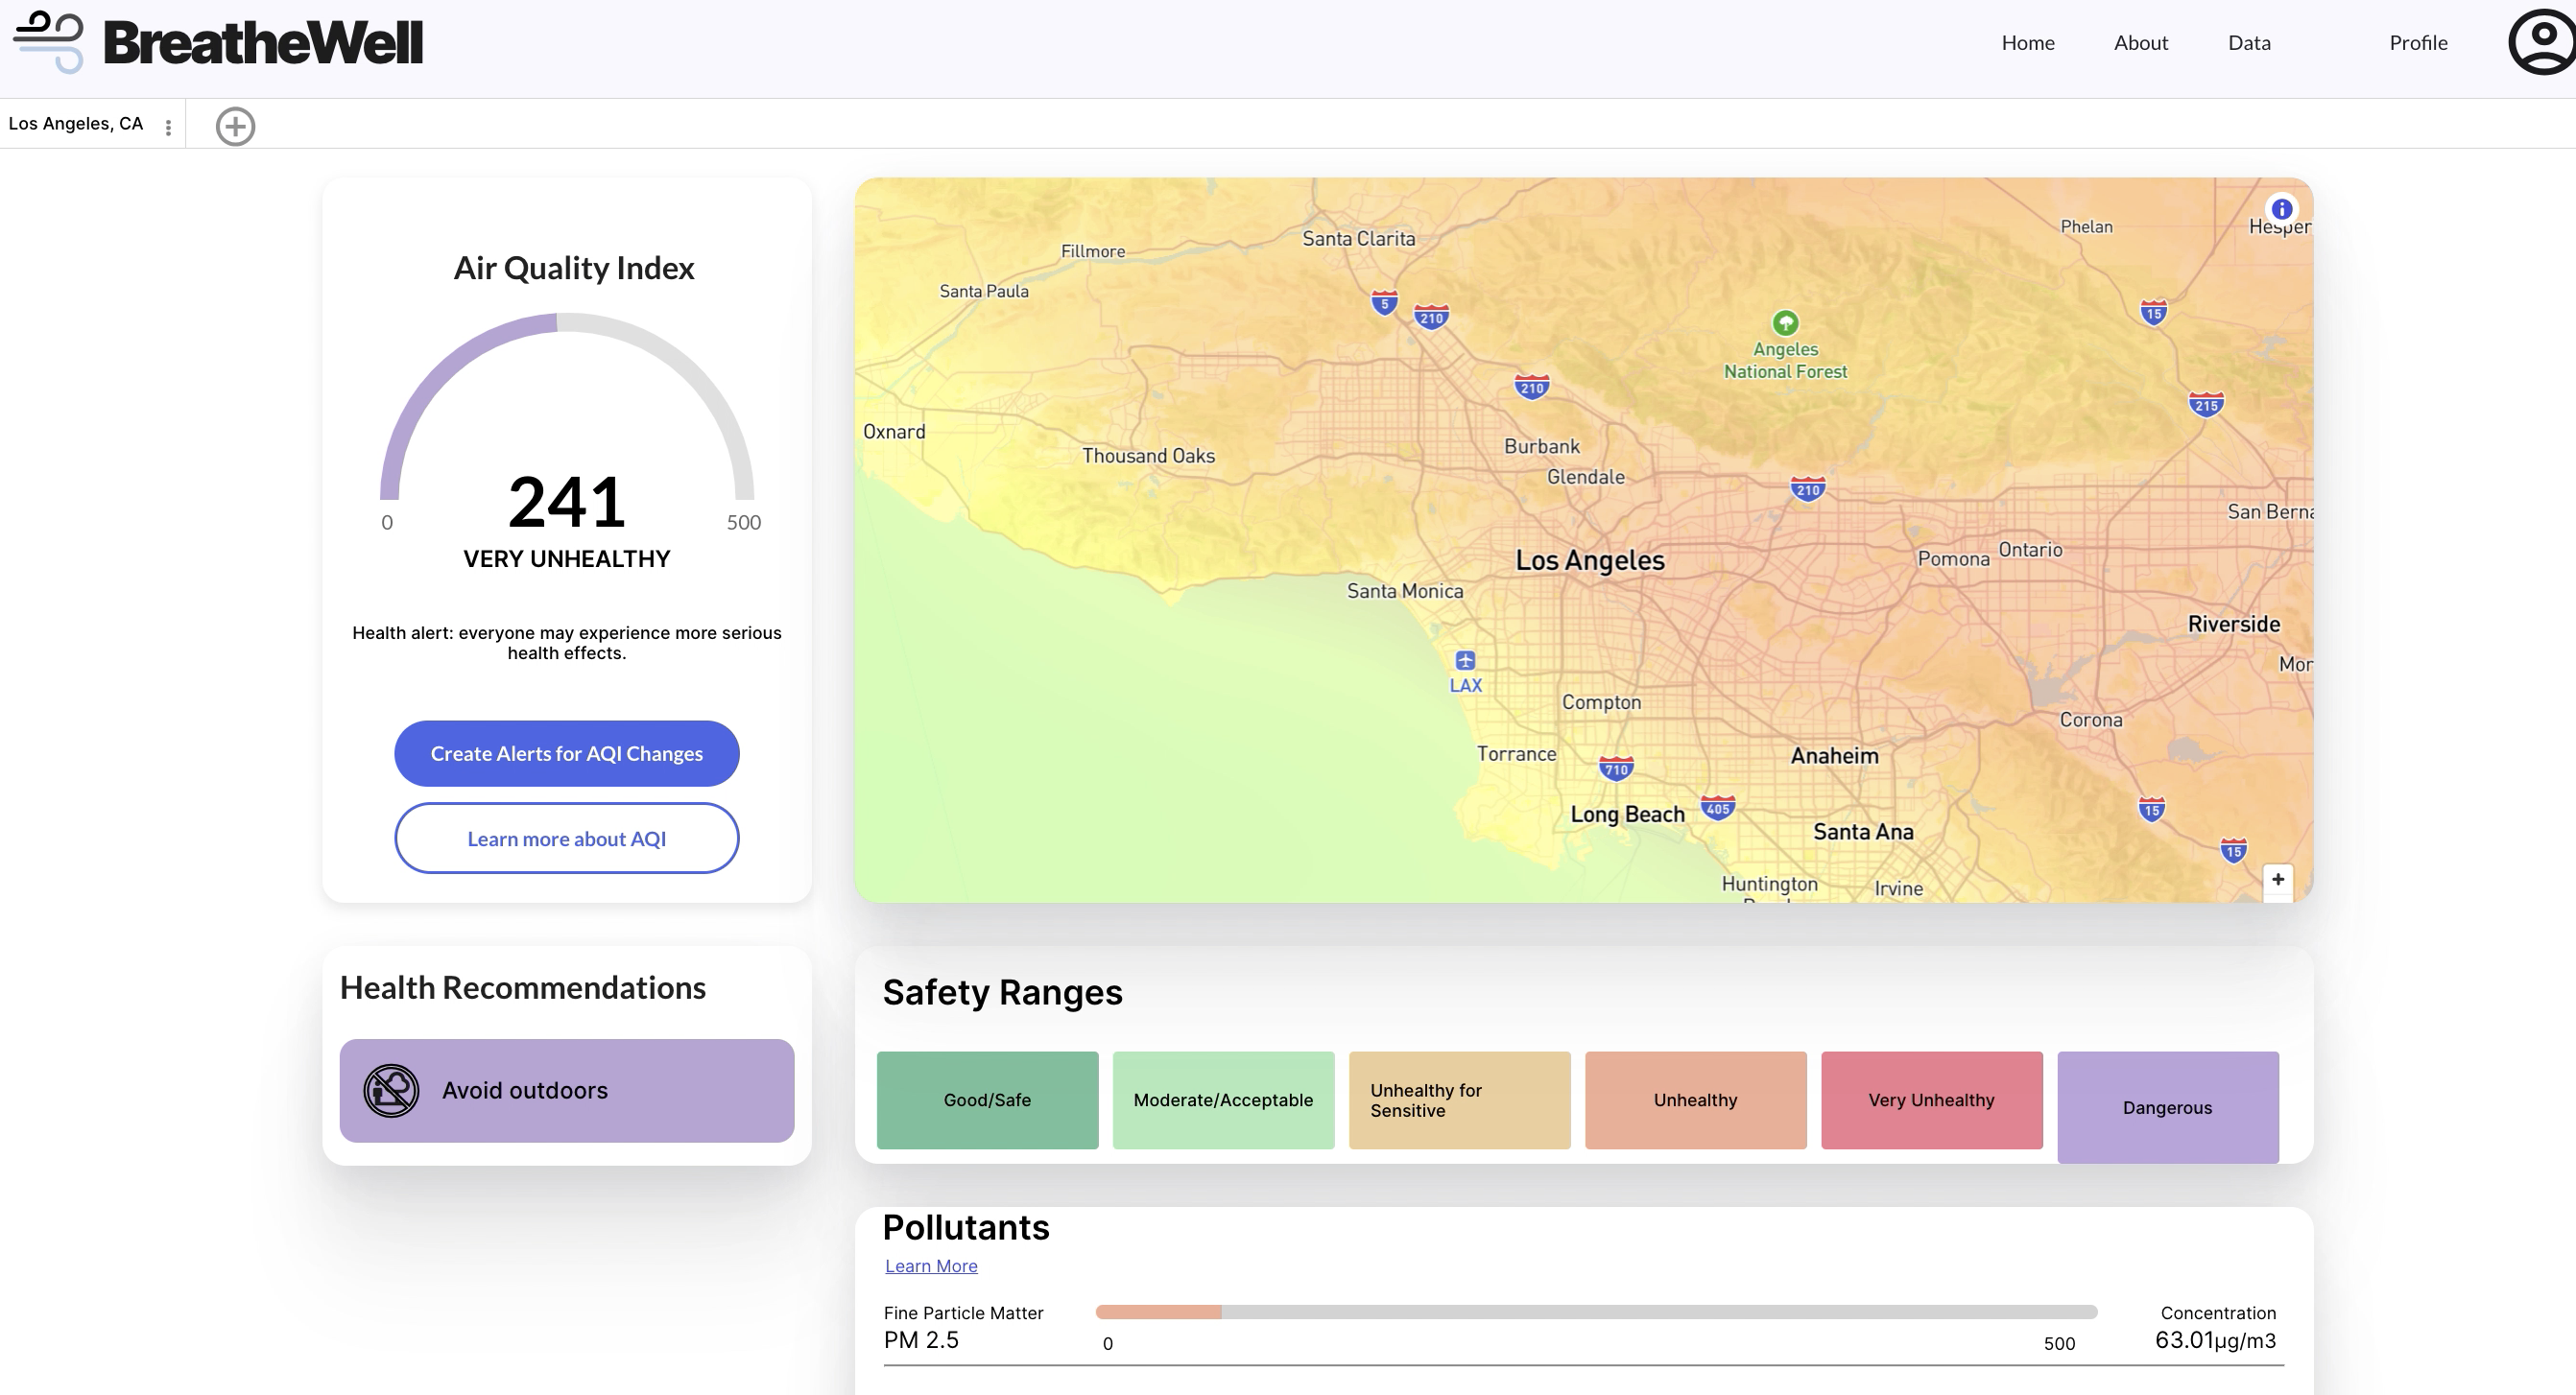 BreatheWell
Home
About
Data
Profile
Los Angeles, CA
Air Quality Index
0
241
500
VERY UNHEALTHY
Health alert: everyone may experience more serious
health effects.
Create Alerts for AQI Changes
Learn more about AQI
Phelan
Santa Clarita
Fillmore
Santa Paula
5
210
15
Angeles
National Forest
210
215
Oxnard
Burbank
Thousand Oaks
Glendale
210
San Berna
Los Angeles
Pomona
Ontario
Santa Monica
Riverside
Mor
LAX
Compton
Corona
Torrance
710
Anaheim
Long Beach
405
15
Santa Ana
15
Huntington
Irvine
+
Health Recommendations
Avoid outdoors
Safety Ranges
Good/Safe
Moderate/Acceptable
Unhealthy for
Sensitive
Unhealthy
Very Unhealthy
Dangerous
Pollutants
Learn More
Fine Particle Matter
PM 2.5
0
500
Concentration
63.01µg/m3